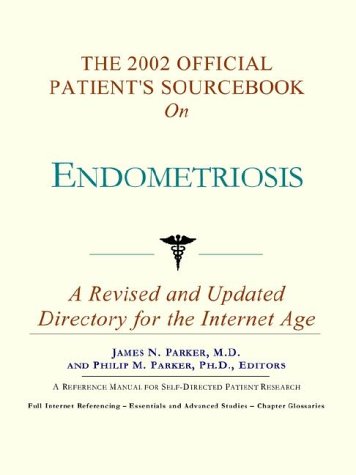 THE 2002 OFFICIAL
PATIENT'S SOURCEBOOK
On
ENDOMETRIOSIS
A Revised and Updated
Directory for the Internet Age
JAMES N. PARKER, M.D.
AND PHILIP M. PARKER, PH.D., EDITORS
A REFERENCE MANUAL FOR SELF-DIRECTED PATIENT RESEARCH
Full Internet Referencing – Essentials and Advanced Studies – Chapter Glossaries